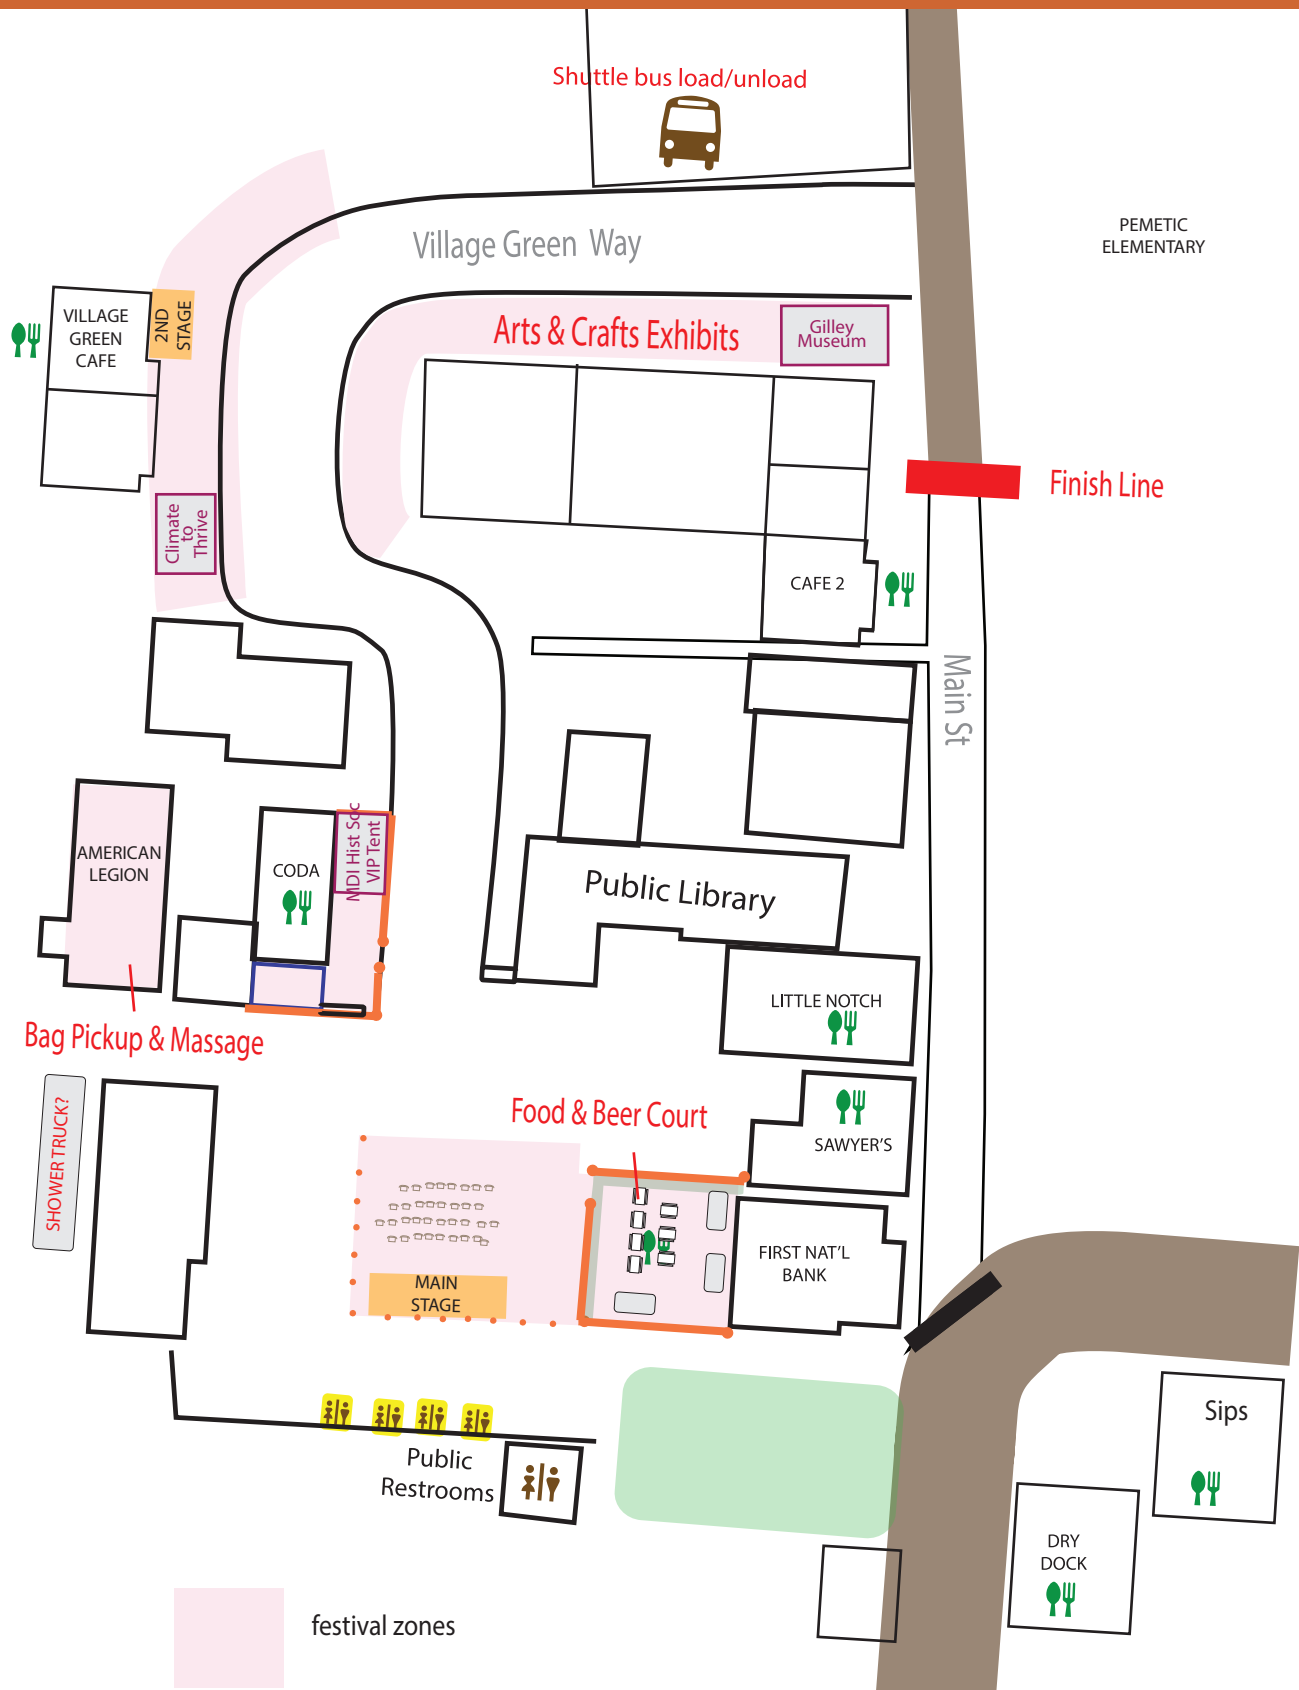 Shuttle bus load/unload
Village Green Way
PEMETIC
ELEMENTARY
VILLAGE
GREEN
CAFE
2ND
STAGE
Arts & Crafts Exhibits
Gilley
Museum
Finish Line
Climate
to
Thrive
CAFE 2
Main St
AMERICAN
LEGION
CODA
MDI Hist Soc
VIP Tent
Public Library
LITTLE NOTCH
Bag Pickup & Massage
SHOWER TRUCK?
Food & Beer Court
SAWYER'S
FIRST NAT'L
BANK
MAIN
STAGE
Public
Restrooms
Sips
DRY
DOCK
festival zones